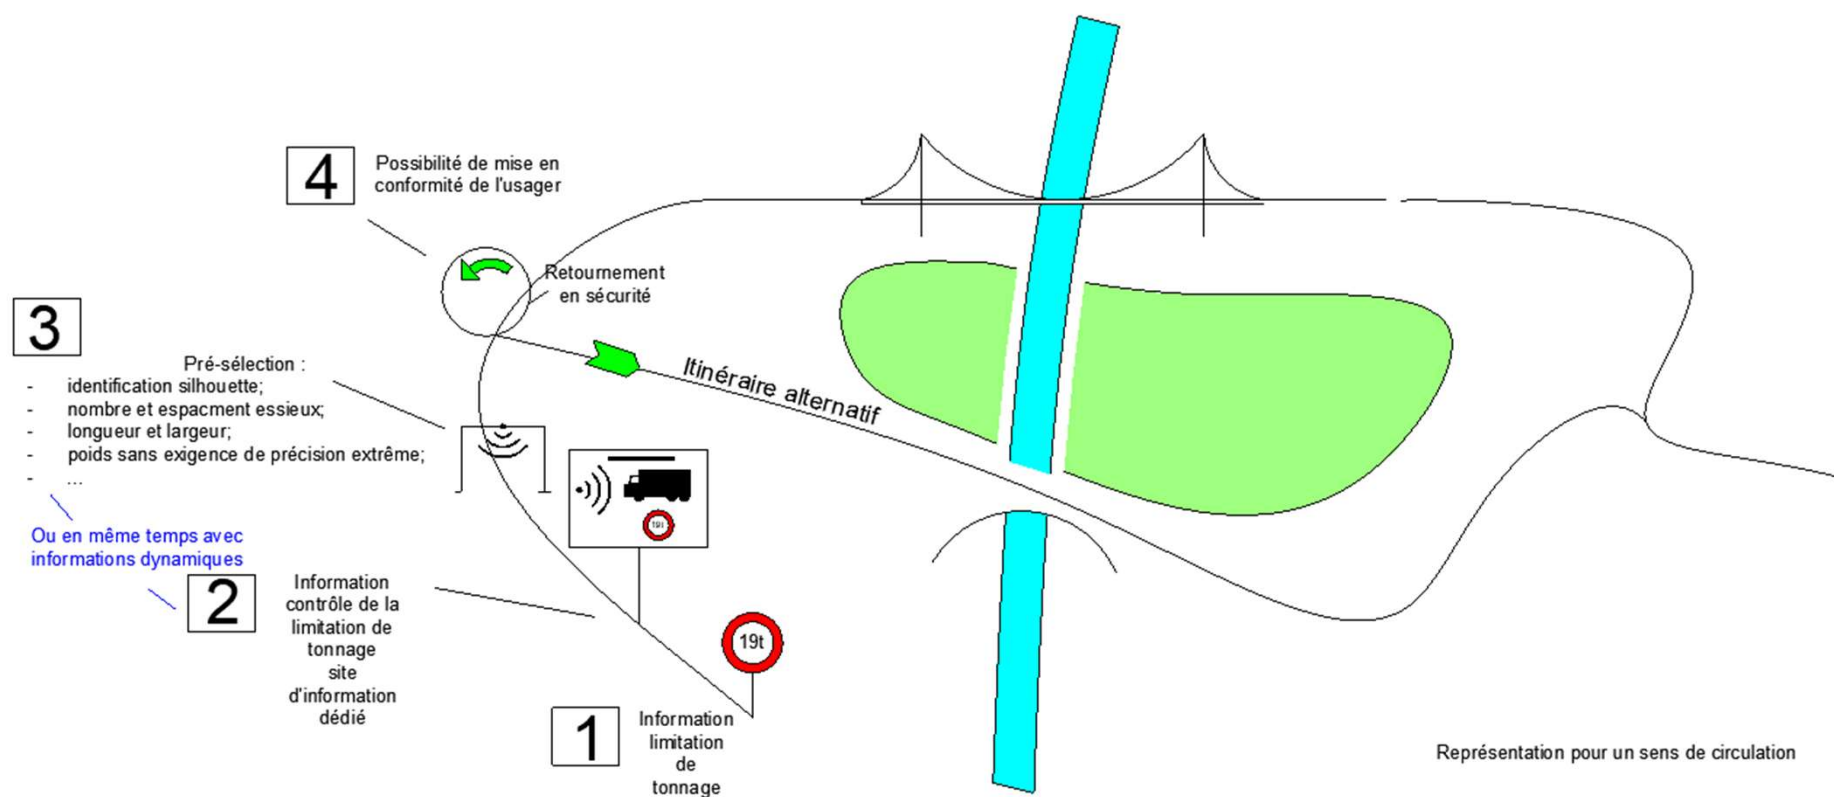 4
Possibilité de mise en
conformité de l'usager
Retournement
en sécurité
3
Pré-sélection :
- identification silhouette;
- nombre et espacment essieux;
- longueur et largeur;
- poids sans exigence de précision extrême;
- ...
Itinéraire alternatif
19t
Ou en même temps avec
informations dynamiques
2
Information
contrôle de la
limitation de
tonnage
site
d'information
dédié
19t
1
Information
limitation
de
tonnage
Représentation pour un sens de circulation